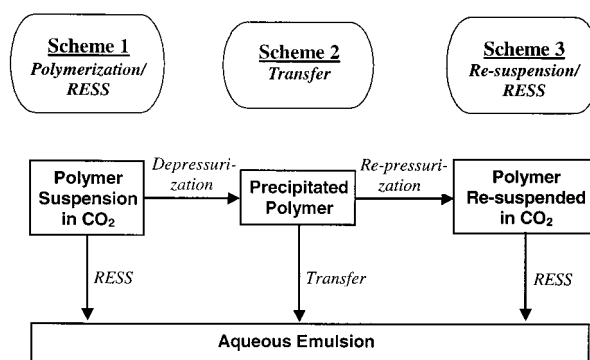 Scheme 1
Polymerization/
RESS
Scheme 2
Transfer
Scheme 3
Re-suspension/
RESS
Polymer
Suspension
in CO₂
Depressuri-
zation
Precipitated
Polymer
Re-pressuri-
zation
Polymer
Re-suspended
in CO₂
RESS
Transfer
RESS
Aqueous Emulsion